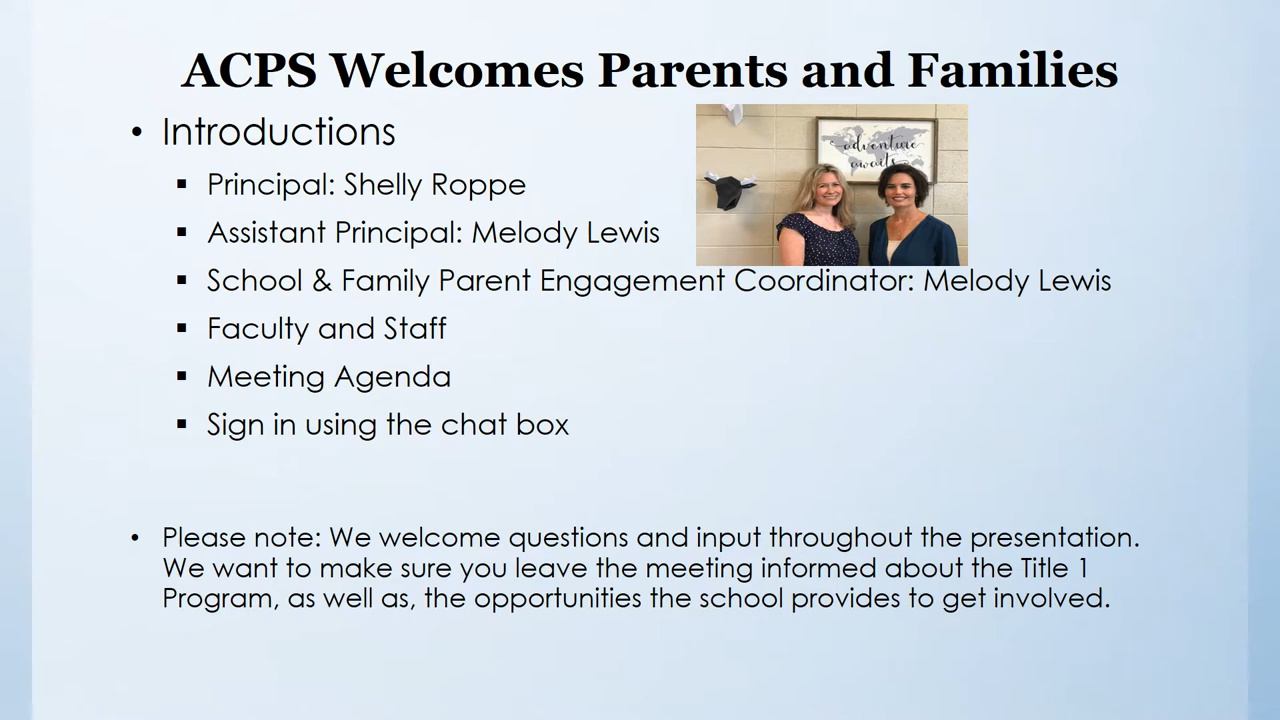 ACPS Welcomes Parents and Families
• Introductions
adventure
awaits
▪ Principal: Shelly Roppe
▪ Assistant Principal: Melody Lewis
▪ School & Family Parent Engagement Coordinator: Melody Lewis
▪ Faculty and Staff
▪ Meeting Agenda
▪ Sign in using the chat box
• Please note: We welcome questions and input throughout the presentation.
We want to make sure you leave the meeting informed about the Title 1
Program, as well as, the opportunities the school provides to get involved.